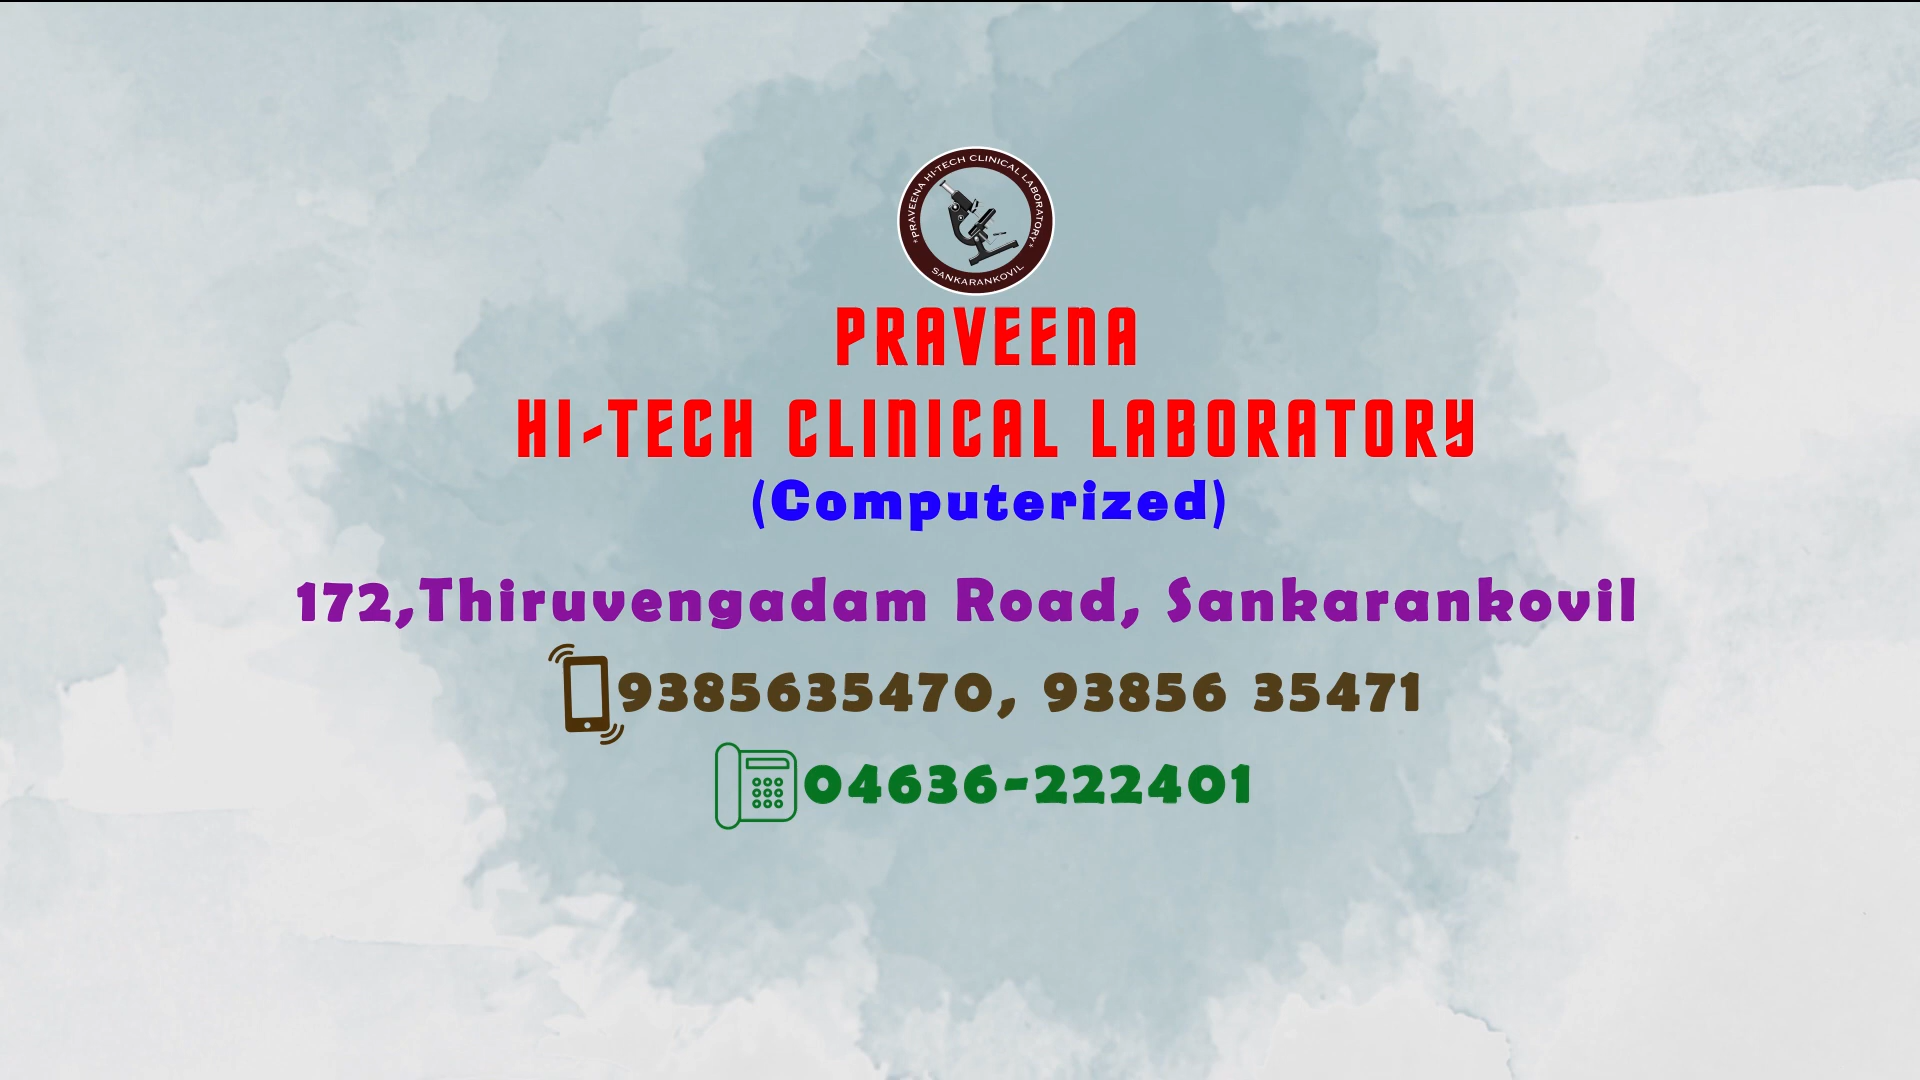 *PRAVEENA HI-TECH CLINICAL LABORATORY*
SANKARANKOVIL
PRAVEENA
HI-TECH CLINICAL LABORATORY
(Computerized)
172,Thiruvengadam Road, Sankarankovil
9385635470, 93856 35471
04636-222401